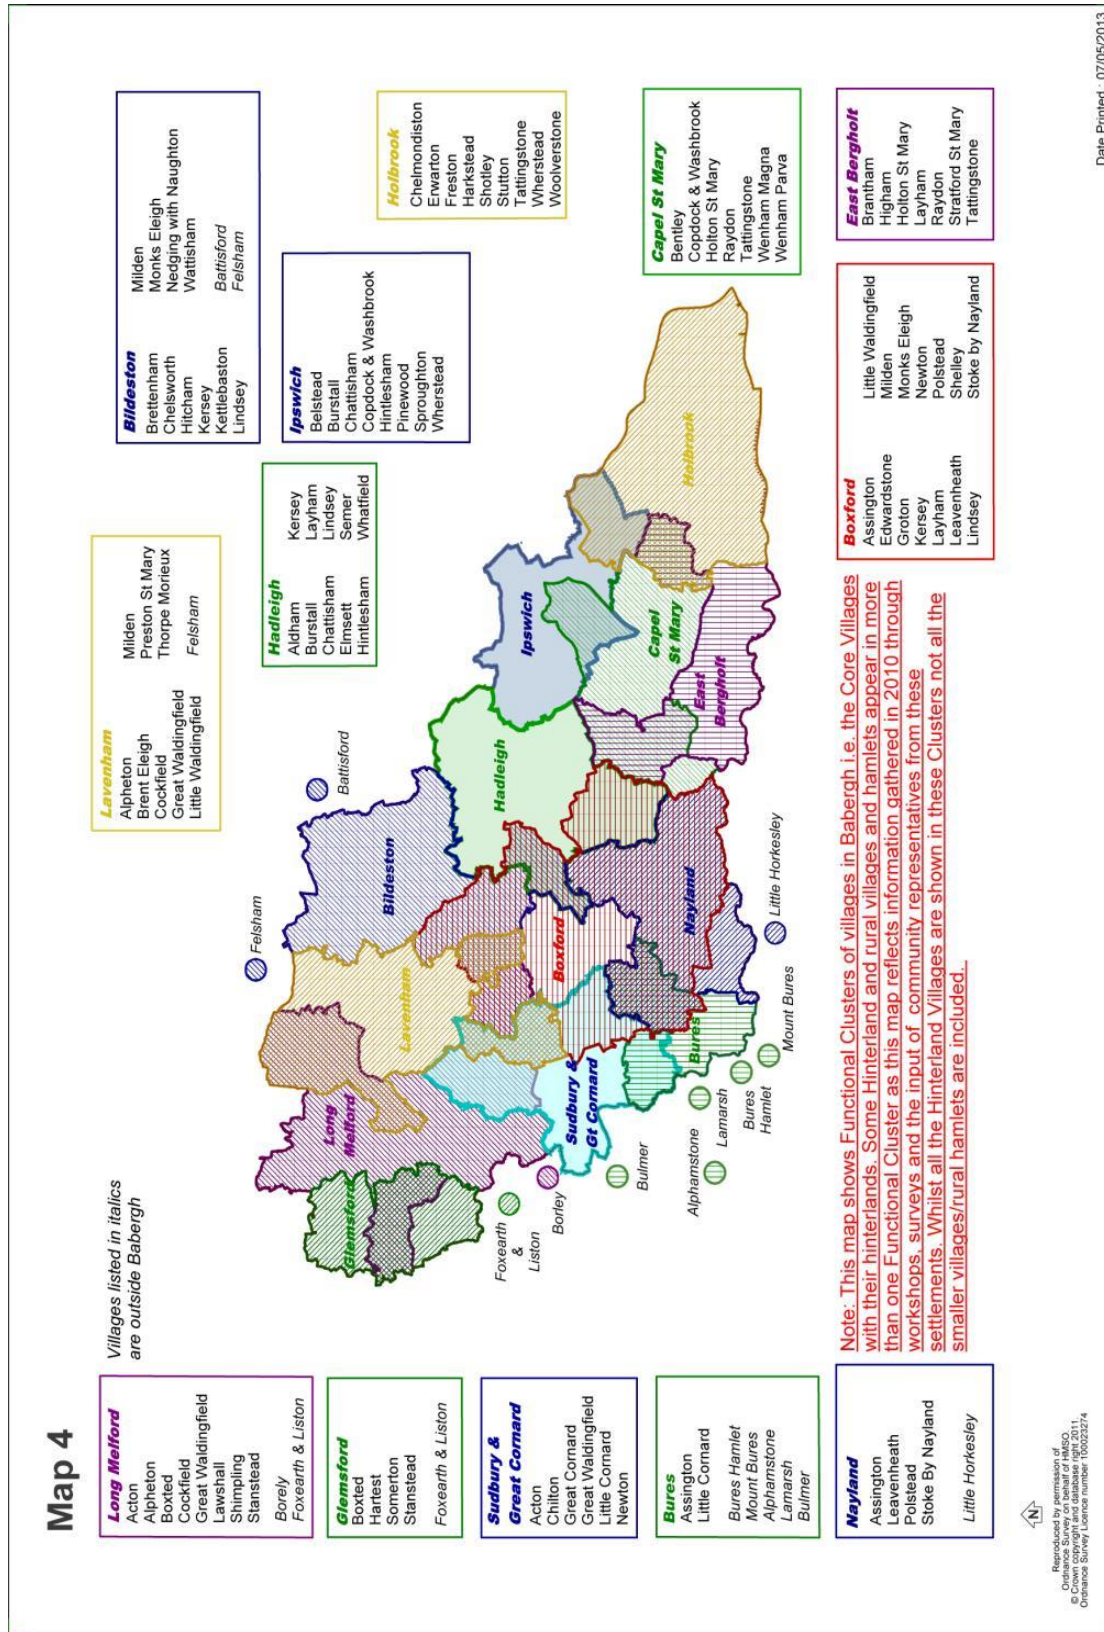 Map 4
Villages listed in italics
are outside Babergh
Long Melford
Acton
Alpheton
Boxted
Cockfield
Great Waldingfield
Lawshall
Shimpling
Stanstead
Borely
Foxearth & Liston
Glemsford
Boxted
Hartest
Somerton
Stanstead
Foxearth & Liston
Sudbury &
Great Cornard
Acton
Chilton
Great Cornard
Great Waldingfield
Little Cornard
Newton
Bures
Assington
Little Cornard
Bures Hamlet
Mount Bures
Alphamstone
Lamarsh
Bulmer
Nayland
Assington
Leavenheath
Polstead
Stoke By Nayland
Little Horkesley
Lavenham
Alpheton
Brent Eleigh
Cockfield
Great Waldingfield
Little Waldingfield
Milden
Preston St Mary
Thorpe Morieux
Felsham
Hadleigh
Aldham
Burstall
Chattisham
Elmsett
Hintlesham
Kersey
Layham
Lindsey
Semer
Whatfield
Bildeston
Brettenham
Chelsworth
Hitcham
Kersey
Kettlebaston
Lindsey
Milden
Monks Eleigh
Nedging with Naughton
Wattisham
Battisford
Felsham
Ipswich
Belstead
Burstall
Chattisham
Copdock & Washbrook
Hintlesham
Pinewood
Sproughton
Wherstead
Holbrook
Chelmondiston
Erwarton
Freston
Harkstead
Shotley
Stutton
Tattingstone
Wherstead
Woolverstone
Capel St Mary
Bentley
Copdock & Washbrook
Holton St Mary
Raydon
Tattingstone
Wenham Magna
Wenham Parva
East Bergholt
Brantham
Higham
Holton St Mary
Layham
Raydon
Stratford St Mary
Tattingstone
Boxford
Assington
Edwardstone
Groton
Kersey
Layham
Leavenheath
Lindsey
Little Waldingfield
Milden
Monks Eleigh
Newton
Polstead
Shelley
Stoke by Nayland
Felsham
Battisford
Glemsford
Long
Melford
Lavenham
Bildeston
Hadleigh
Ipswich
Holbrook
Capel
St Mary
East
Bergholt
Boxford
Nayland
Sudbury &
Gt Cornard
Bures
Foxearth
&
Liston
Borley
Bulmer
Alphamstone
Lamarsh
Bures
Hamlet
Mount Bures
Little Horkesley
Note: This map shows Functional Clusters of villages in Babergh i.e. the Core Villages
with their hinterlands. Some Hinterland and rural villages and hamlets appear in more
than one Functional Cluster as this map reflects information gathered in 2010 through
workshops, surveys and the input of community representatives from these
settlements. Whilst all the Hinterland Villages are shown in these Clusters not all the
smaller villages/rural hamlets are included.
N
Reproduced by permission of
Ordnance Survey on behalf of HMSO.
© Crown copyright and database right 2011.
Ordnance Survey Licence number 100023274
Date Printed : 07/05/2013